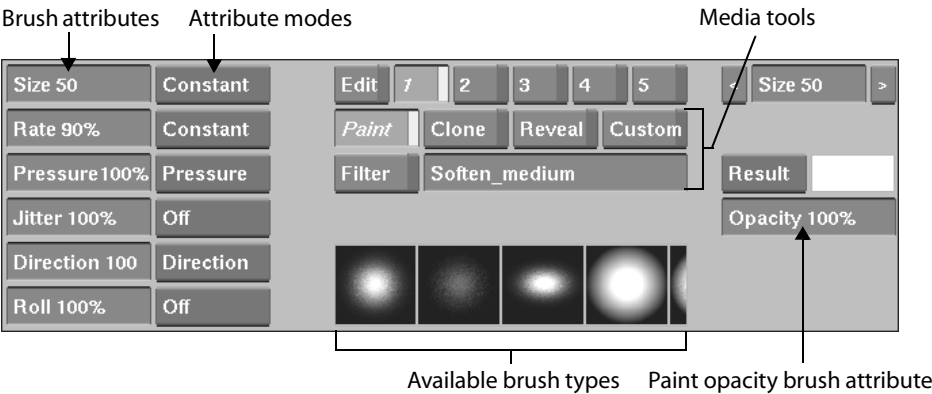 Brush attributes Attribute modes Media tools
Size 50 Constant Edit 1 2 3 4 5 < Size 50 >
Rate 90% Constant Paint Clone Reveal Custom
Pressure 100% Pressure Filter Soften_medium Result
Jitter 100% Off Opacity 100%
Direction 100 Direction
Roll 100% Off
Available brush types Paint opacity brush attribute